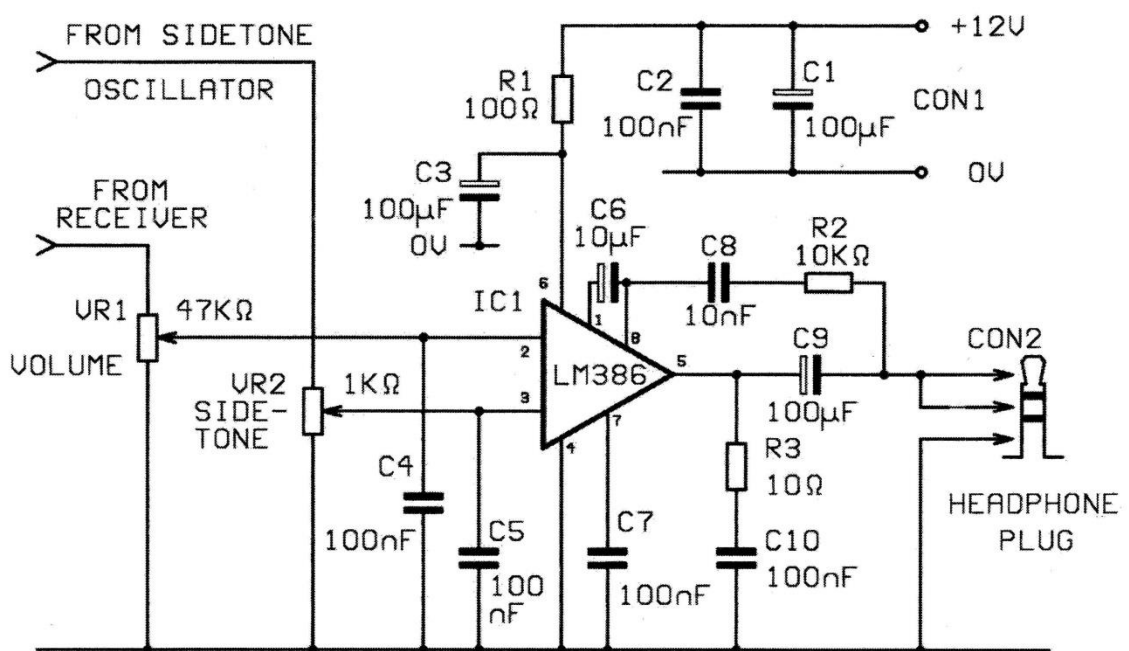 FROM SIDETONE
OSCILLATOR
FROM
RECEIVER
VR1
47KΩ
VOLUME
VR2
1KΩ
SIDE-
TONE
R1
100Ω
C2
100nF
C1
100µF
+12V
CON1
0V
C3
100µF
0V
C6
10µF
C8
10nF
R2
10KΩ
IC1
6
1
8
2
LM386
5
3
7
4
C9
100µF
CON2
R3
10Ω
C4
100nF
C5
100
nF
C7
100nF
C10
100nF
HEADPHONE
PLUG